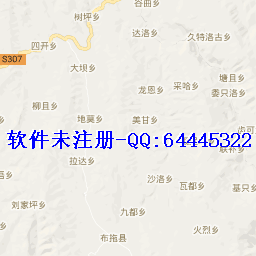 谷曲乡
树坪乡
达洛乡
久特洛古乡
四开乡
S307
大坝乡
塘且乡
龙恩乡
采哈乡
委只洛乡
柳且乡
地莫乡
美甘乡
软件未注册-QQ:64445322
拉达乡
沙洛乡
瓦都乡
基只乡
刘家坪乡
九都乡
火烈乡
布拖县